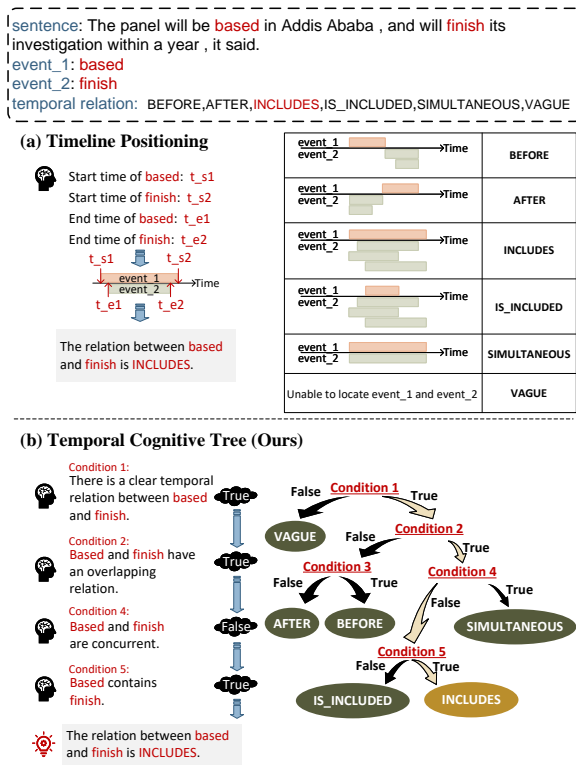 sentence: The panel will be based in Addis Ababa , and will finish its
investigation within a year , it said.
event_1: based
event_2: finish
temporal relation: BEFORE,AFTER,INCLUDES,IS_INCLUDED,SIMULTANEOUS,VAGUE
(a) Timeline Positioning
Start time of based: t_s1
Start time of finish: t_s2
End time of based: t_e1
End time of finish: t_e2
t_s1 t_s2
event_1
event_2
Time
t_e1 t_e2
The relation between based
and finish is INCLUDES.
event_1
event_2
Time
BEFORE
event_1
event_2
Time
AFTER
event_1
event_2
Time
INCLUDES
event_1
event_2
Time
IS_INCLUDED
event_1
event_2
Time
SIMULTANEOUS
Unable to locate event_1 and event_2
VAGUE
(b) Temporal Cognitive Tree (Ours)
Condition 1:
There is a clear temporal
relation between based
and finish.
True
Condition 2:
Based and finish have
an overlapping
relation.
True
Condition 4:
Based and finish
are concurrent.
False
Condition 5:
Based contains
finish.
True
The relation between based
and finish is INCLUDES.
Condition 1
False True
VAGUE
Condition 2
False True
Condition 3
False True
AFTER BEFORE
Condition 4
False True
SIMULTANEOUS
Condition 5
False True
IS_INCLUDED INCLUDES